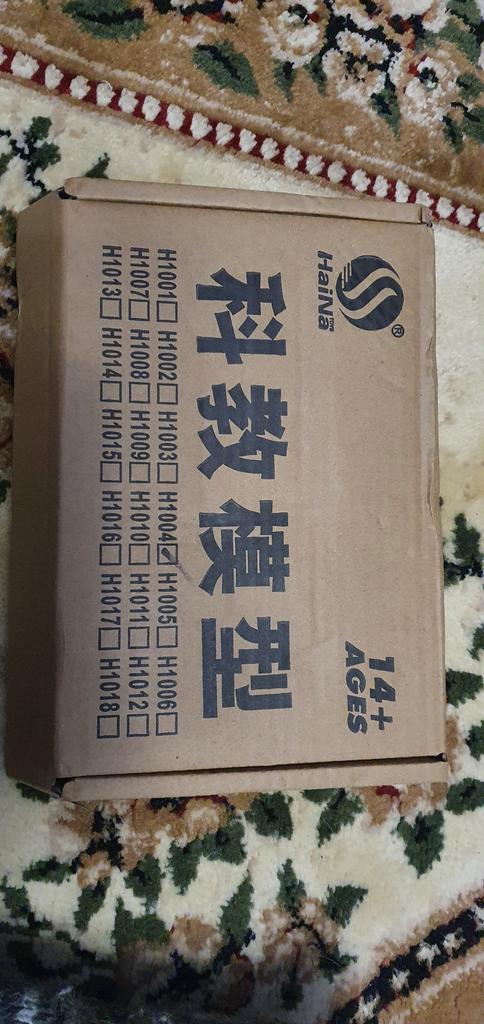 HaiNa
TOYS
®
14+
AGES
科教模型
H1001□ H1002□ H1003□ H1004☑ H1005□ H1006□
H1007□ H1008□ H1009□ H1010□ H1011□ H1012□
H1013□ H1014□ H1015□ H1016□ H1017□ H1018□